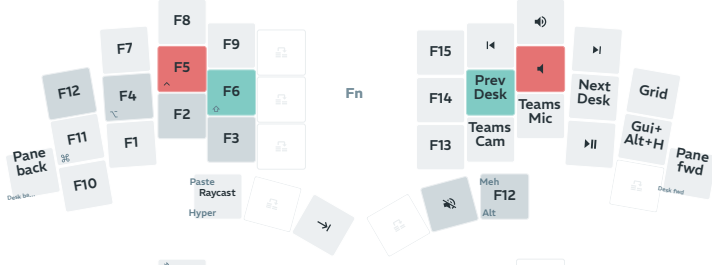 F8
F7
F9
F15
F5
F12
F4
F6
Fn
F14
Prev
Desk
Next
Desk
Grid
F2
Teams
Mic
F11
F1
F3
F13
Teams
Cam
Gui+
Alt+H
Pane
back
F10
Pane
fwd
Desk ba...
Desk Fwd
Paste
Raycast
Hyper
Meh
F12
Alt